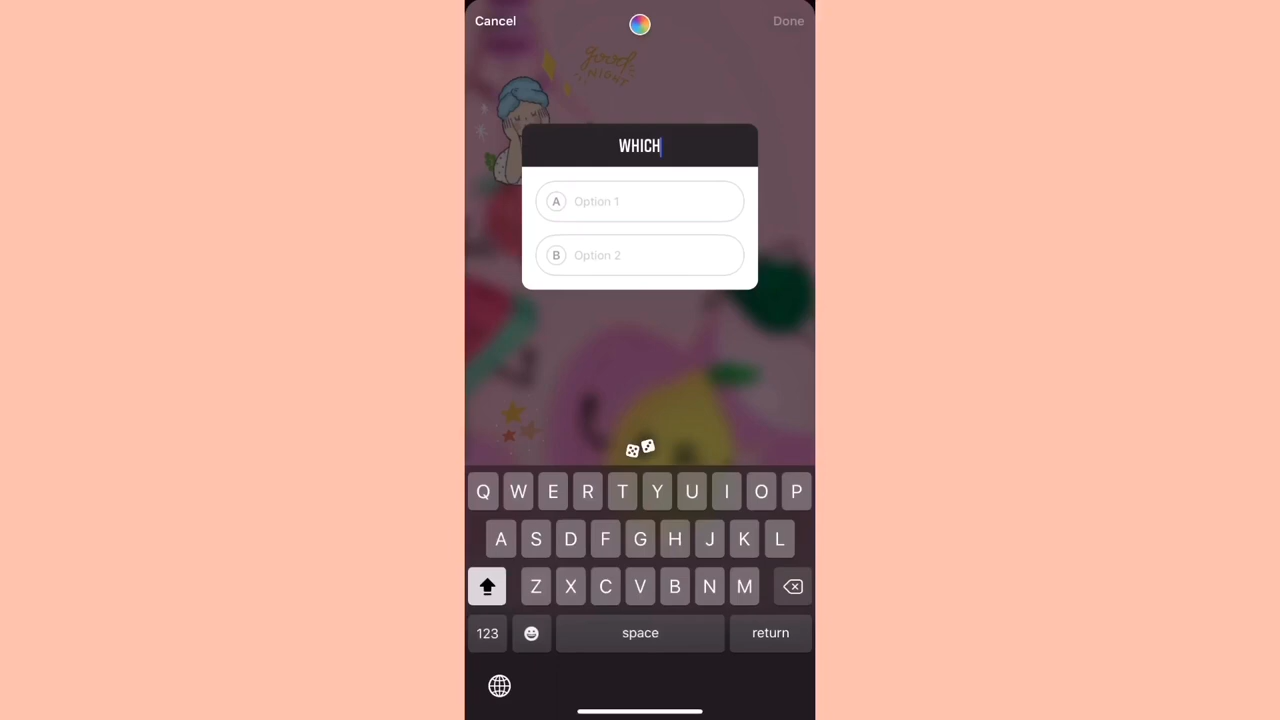 Cancel
Done
good
NIGHT
WHICH
A Option 1
B Option 2
Q W E R T Y U I O P
A S D F G H J K L
Z X C V B N M
123 space return